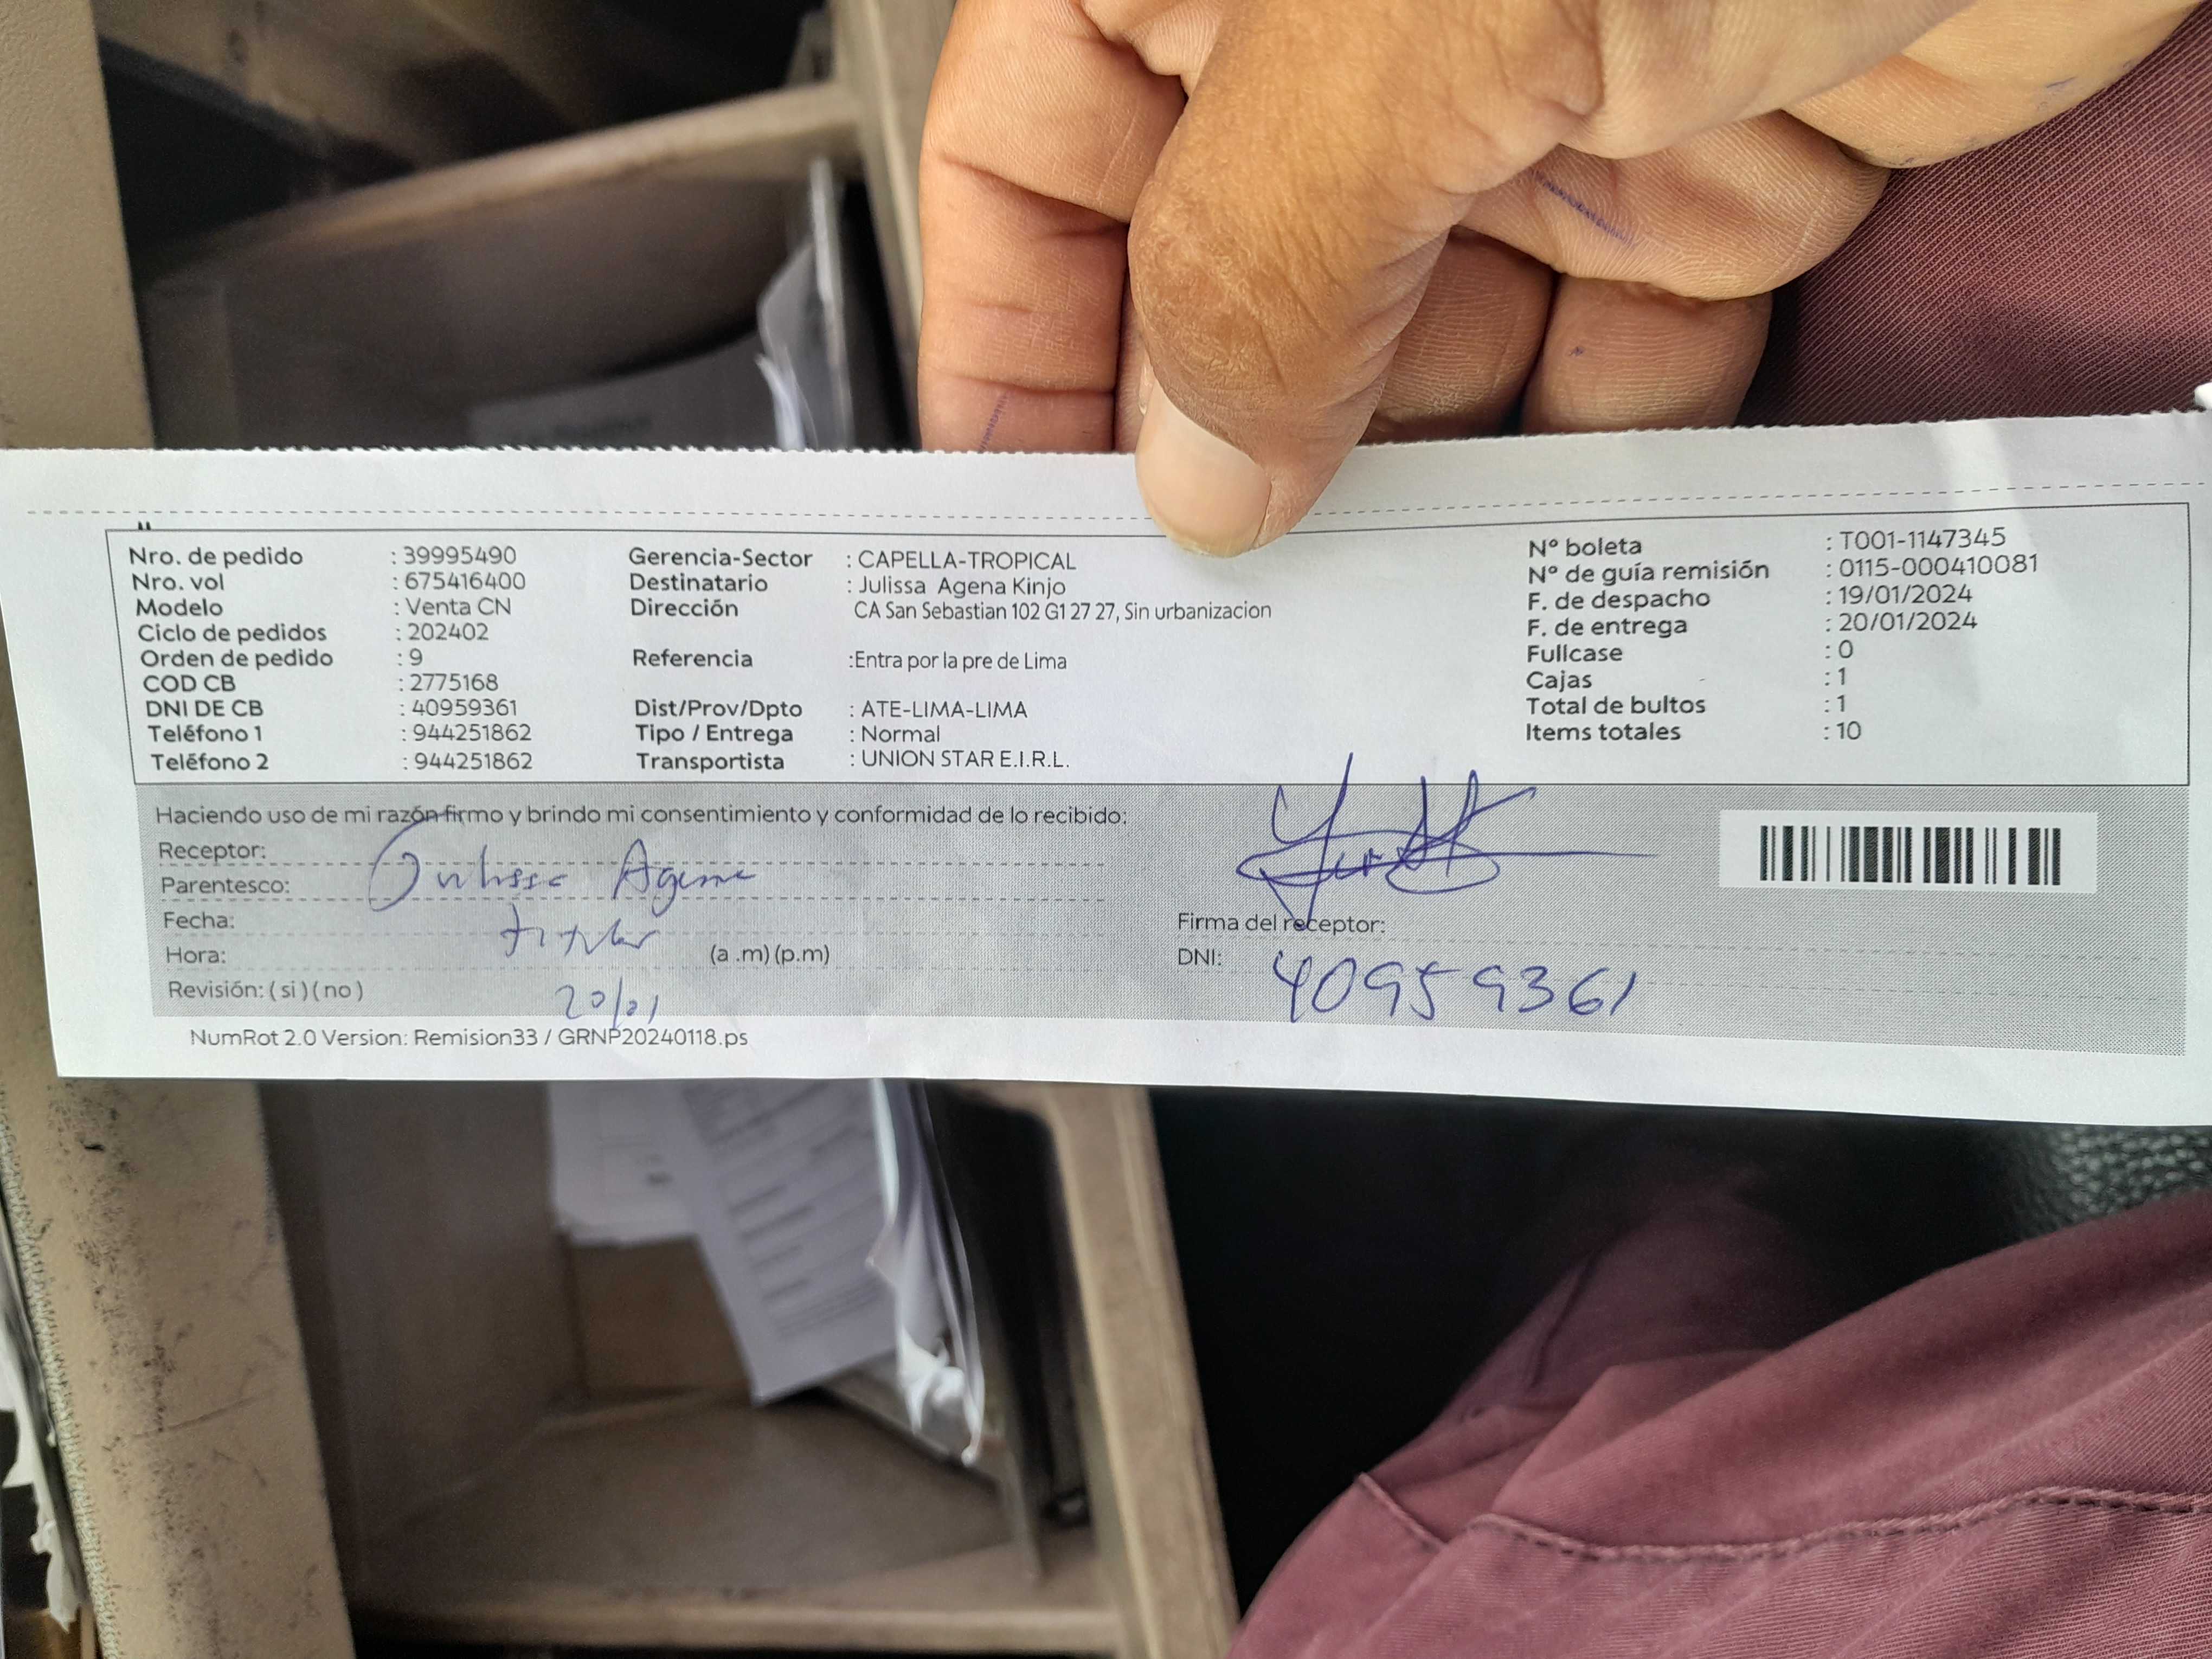 Nro. de pedido : 39995490
Nro. vol : 675416400
Modelo : Venta CN
Ciclo de pedidos : 202402
Orden de pedido : 9
COD CB : 2775168
DNI DE CB : 40959361
Teléfono 1 : 944251862
Teléfono 2 : 944251862
Gerencia-Sector : CAPELLA-TROPICAL
Destinatario : Julissa Agena Kinjo
Dirección CA San Sebastian 102 G1 27 27, Sin urbanizacion
Referencia :Entra por la pre de Lima
Dist/Prov/Dpto : ATE-LIMA-LIMA
Tipo / Entrega : Normal
Transportista : UNION STAR E.I.R.L.
N° boleta : T001-1147345
N° de guía remisión : 0115-000410081
F. de despacho : 19/01/2024
F. de entrega : 20/01/2024
Fullcase : 0
Cajas : 1
Total de bultos : 1
Items totales : 10
Haciendo uso de mi razón firmo y brindo mi consentimiento y conformidad de lo recibido:
Receptor:
Parentesco: Julissa Agena
Fecha: titular
Hora: (a .m) (p.m)
Revisión: ( si ) ( no ) 20/01
Firma del receptor:
DNI: 40959361
NumRot 2.0 Version: Remision33 / GRNP20240118.ps